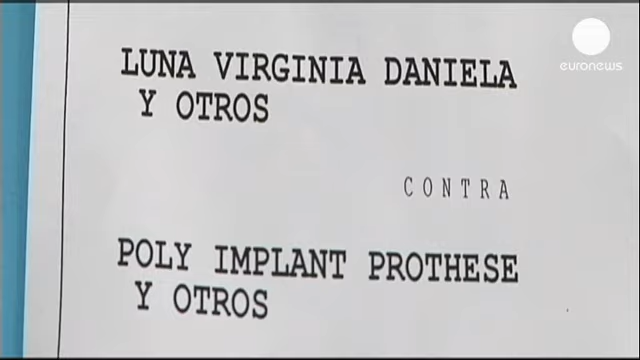 euronews
LUNA VIRGINIA DANIELA
Y OTROS
CONTRA
POLY IMPLANT PROTHESE
Y OTROS